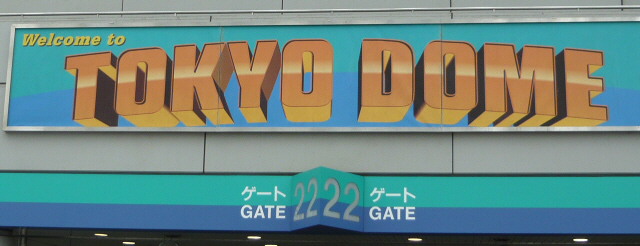 Welcome to
TOKYO DOME
ゲート 22 22 ゲート
GATE GATE